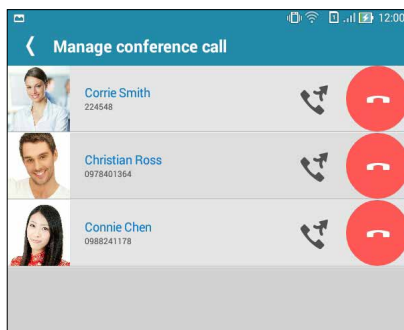 12:00
Manage conference call
Corrie Smith
224548
Christian Ross
0978401364
Connie Chen
0988241178